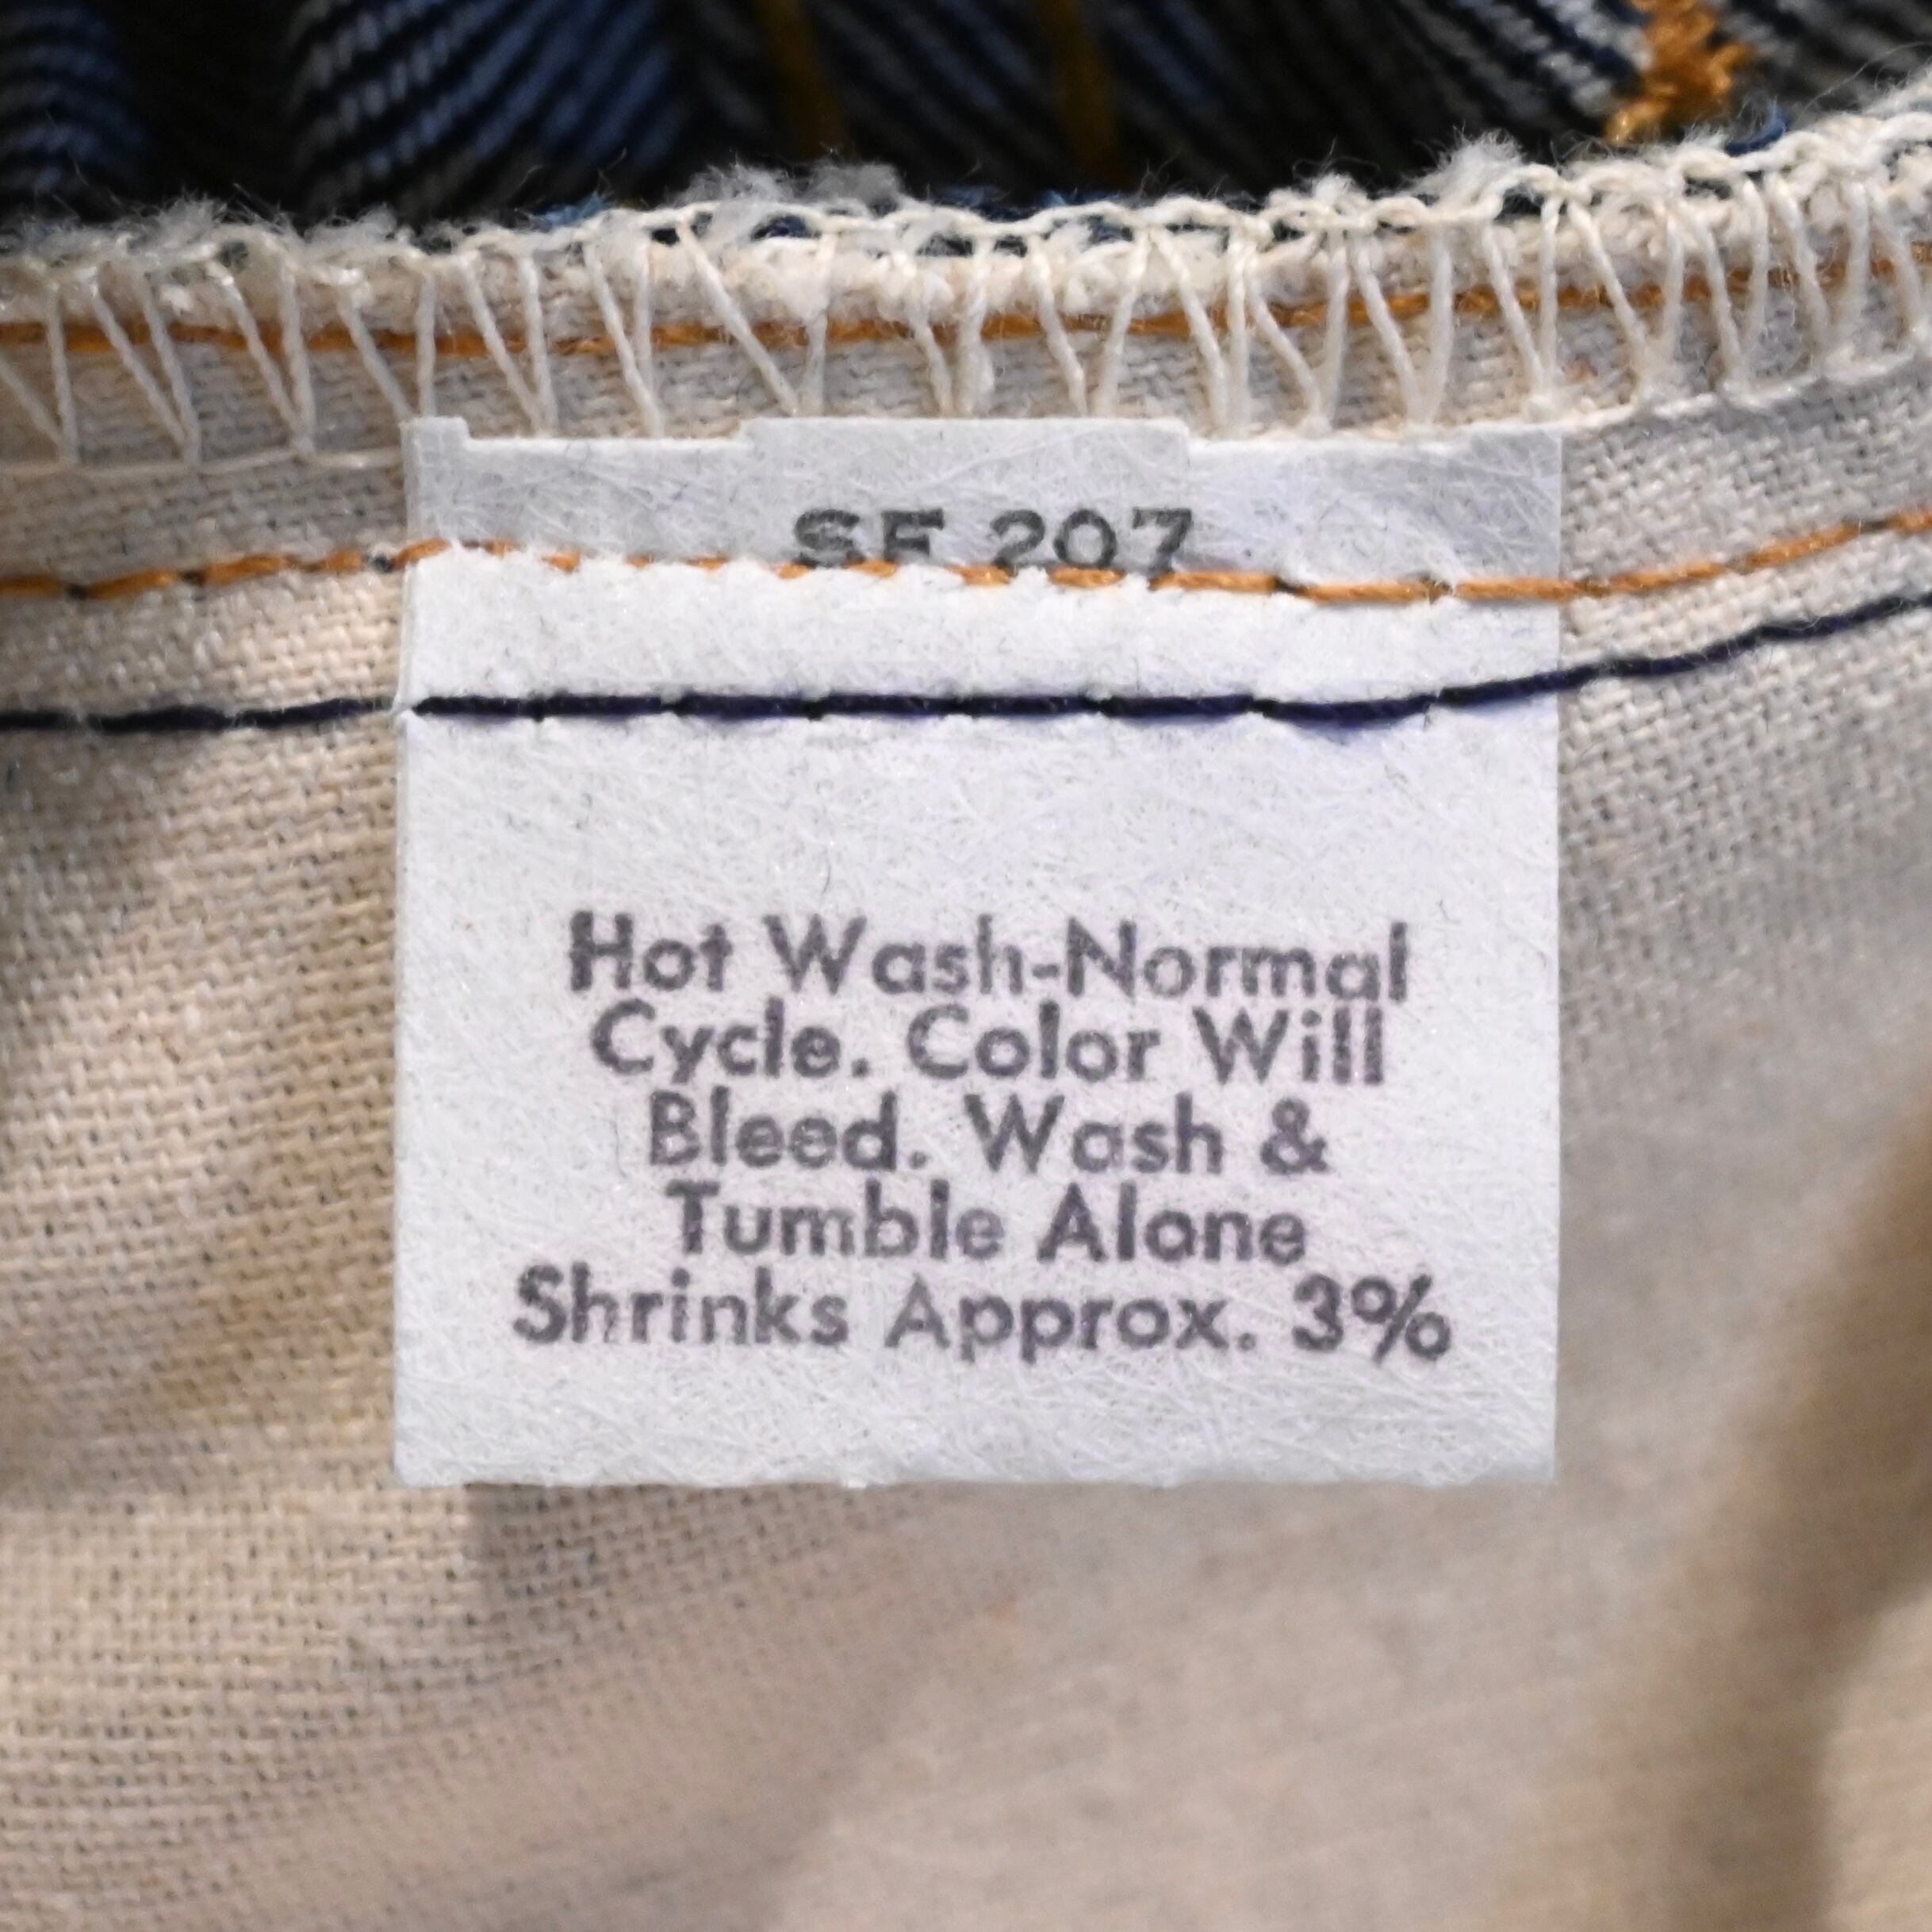 SF 207
Hot Wash-Normal
Cycle. Color Will
Bleed. Wash &
Tumble Alone
Shrinks Approx. 3%